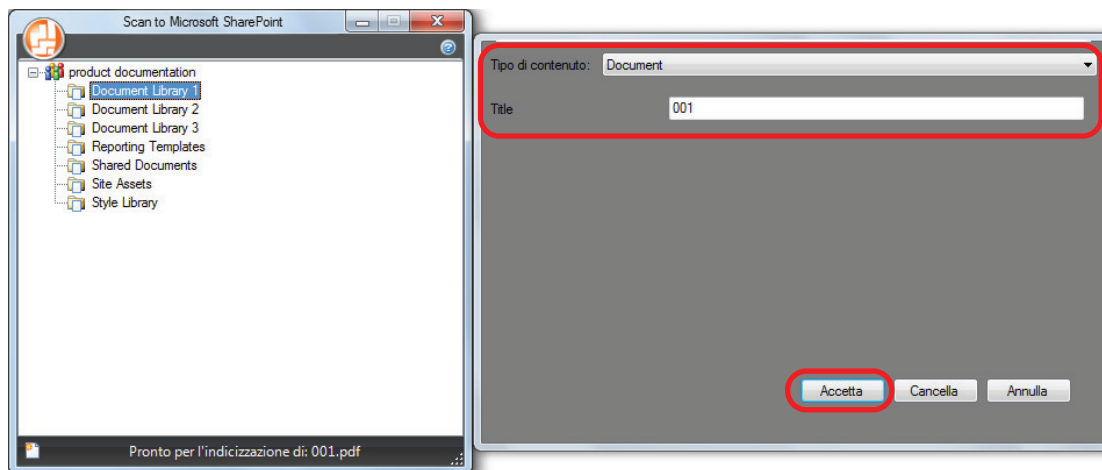 Scan to Microsoft SharePoint
product documentation
Document Library 1
Document Library 2
Document Library 3
Reporting Templates
Shared Documents
Site Assets
Style Library
Pronto per l'indicizzazione di: 001.pdf
Tipo di contenuto: Document
Title 001
Accetta Cancella Annulla